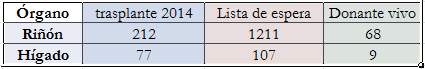 Órgano trasplante 2014 Lista de espera Donante vivo
Riñón 212 1211 68
Hígado 77 107 9